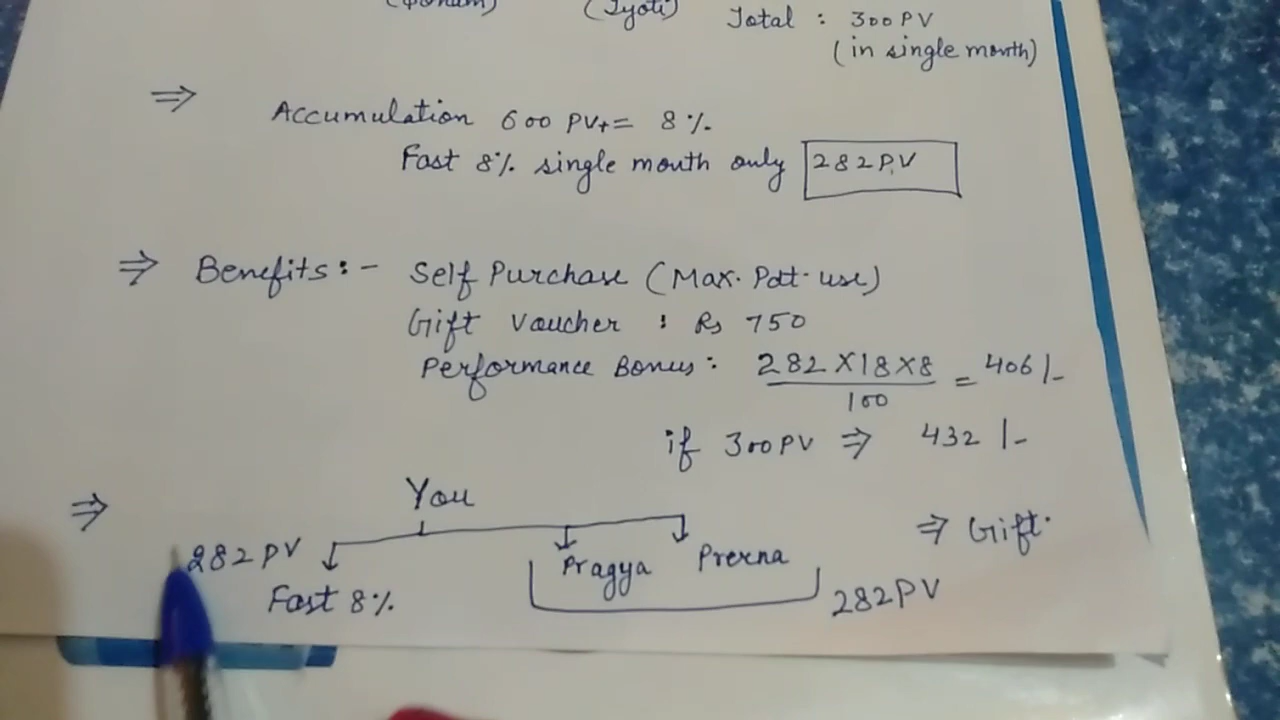 (Jyoti) Total : 300 PV
(in single month)
⇒ Accumulation 600 PV+ = 8 %
Fast 8% single month only 282 PV
⇒ Benefits :- Self Purchase (Max. Pdt. use)
Gift Voucher : Rs 750
Performance Bonus : 282 X 18 X 8 / 100 = 406 /-
if 300 PV ⇒ 432 /-
⇒ You
282 PV Fast 8%
Pragya Prerna 282 PV
⇒ Gift.